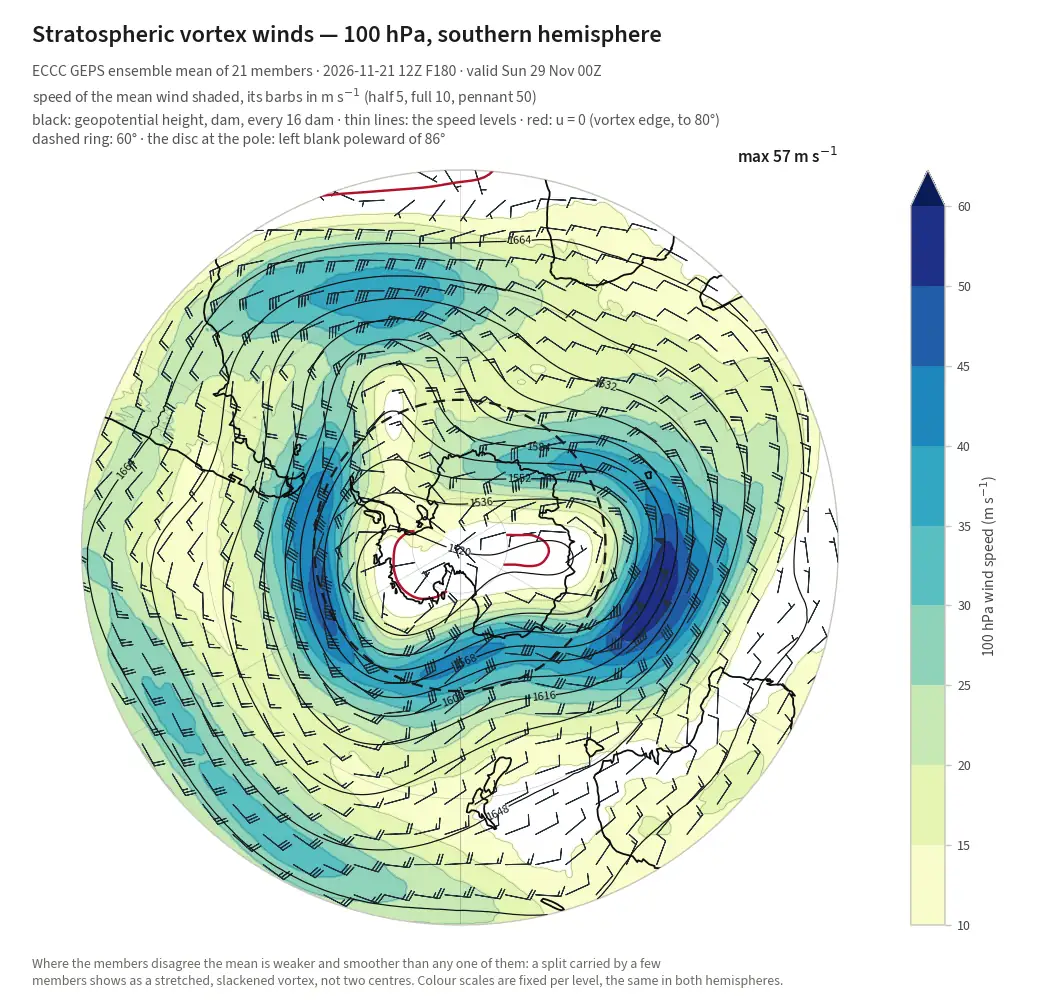 Stratospheric vortex winds — 100 hPa, southern hemisphere
ECCC GEPS ensemble mean of 21 members · 2026-11-21 12Z F180 · valid Sun 29 Nov 00Z
speed of the mean wind shaded, its barbs in m s⁻¹ (half 5, full 10, pennant 50)
black: geopotential height, dam, every 16 dam · thin lines: the speed levels · red: u = 0 (vortex edge, to 80°)
dashed ring: 60° · the disc at the pole: left blank poleward of 86°
max 57 m s⁻¹
1664
1632
1552
1536
1520
1616
1648
60
50
45
40
35
30
25
20
15
10
100 hPa wind speed (m s⁻¹)
Where the members disagree the mean is weaker and smoother than any one of them: a split carried by a few
members shows as a stretched, slackened vortex, not two centres. Colour scales are fixed per level, the same in both hemispheres.